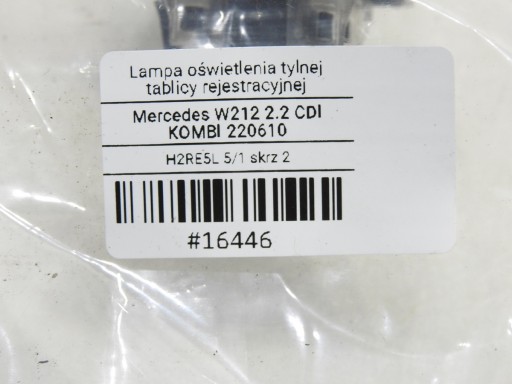 Lampa oświetlenia tylnej
tablicy rejestracyjnej
Mercedes W212 2.2 CDI
KOMBI 220610
H2RE5L 5/1 skrz 2
#16446